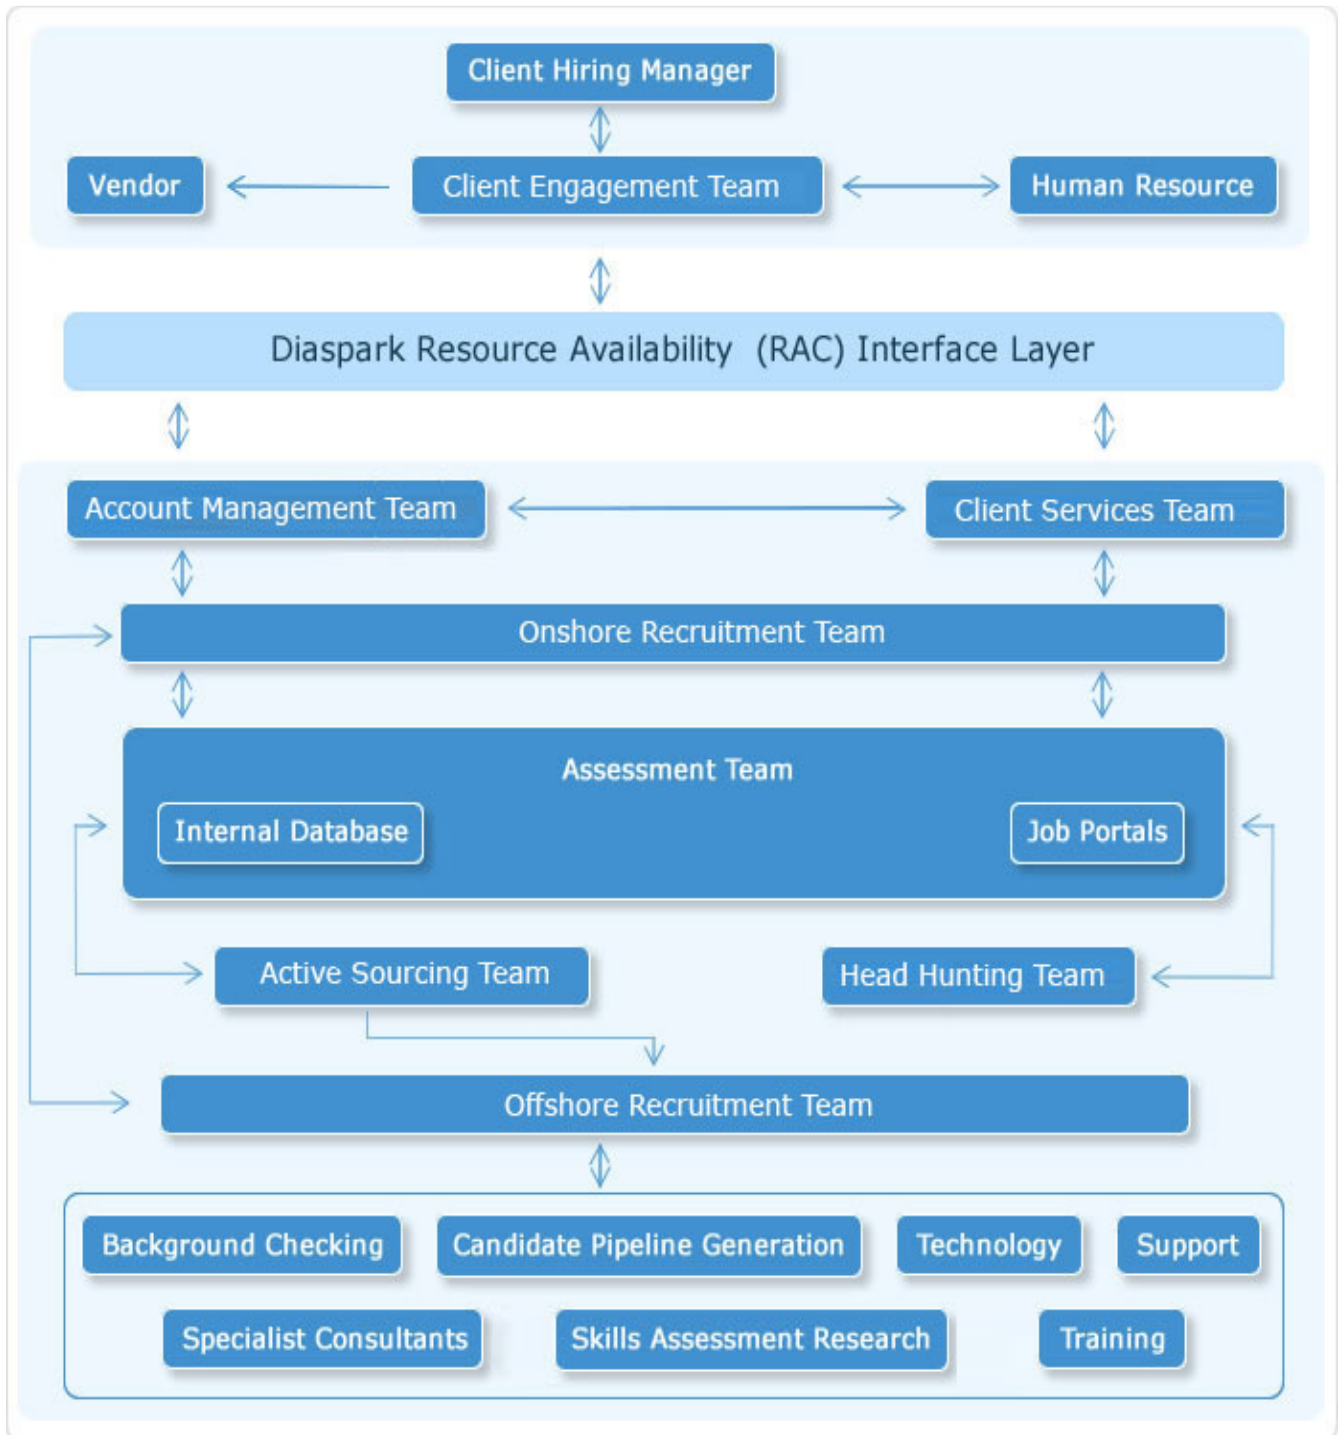 Client Hiring Manager
Vendor
Client Engagement Team
Human Resource
Diaspark Resource Availability (RAC) Interface Layer
Account Management Team
Client Services Team
Onshore Recruitment Team
Assessment Team
Internal Database
Job Portals
Active Sourcing Team
Head Hunting Team
Offshore Recruitment Team
Background Checking
Candidate Pipeline Generation
Technology
Support
Specialist Consultants
Skills Assessment Research
Training